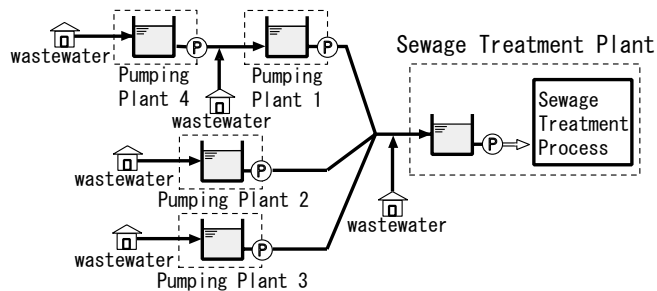 wastewater
P
Pumping
Plant 4
wastewater
P
Pumping
Plant 1
Sewage Treatment Plant
P
Sewage
Treatment
Process
wastewater
P
Pumping Plant 2
wastewater
wastewater
P
Pumping Plant 3